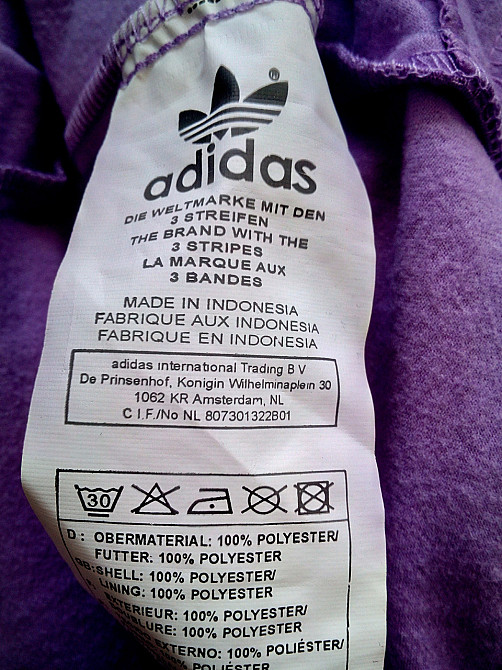 adidas
DIE WELTMARKE MIT DEN
3 STREIFEN
THE BRAND WITH THE
3 STRIPES
LA MARQUE AUX
3 BANDES
MADE IN INDONESIA
FABRIQUE AUX INDONESIA
FABRIQUE EN INDONESIA
adidas international Trading B V
De Prinsenhof, Konigin Wilhelminaplein 30
1062 KR Amsterdam, NL
C I.F./No NL 807301322B01
30
D: OBERMATERIAL: 100% POLYESTER/
FUTTER: 100% POLYESTER
GB:SHELL: 100% POLYESTER/
LINING: 100% POLYESTER
EXTERIEUR: 100% POLYESTER/
100% POLYESTER
EXTERNO: 100% POLIÉSTER/
100% POLIÉSTER